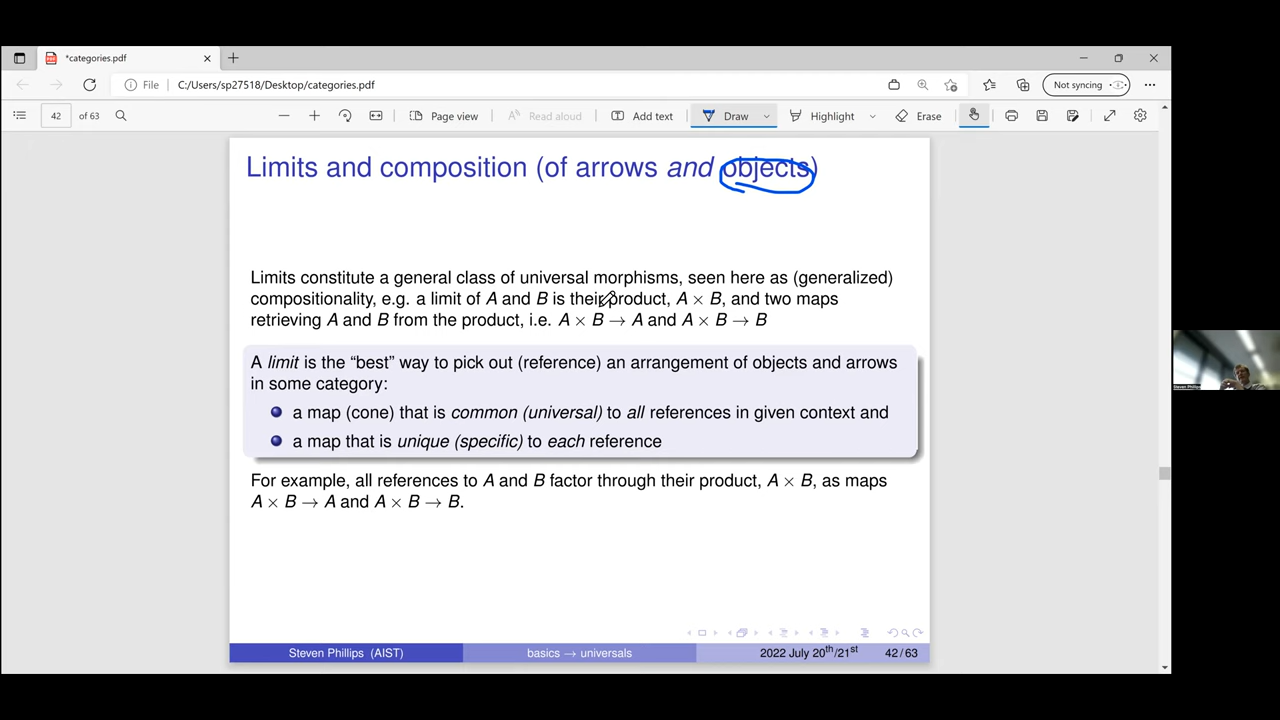 *categories.pdf
File C:/Users/sp27518/Desktop/categories.pdf Not syncing
42 of 63 Page view Read aloud Add text Draw Highlight Erase
Limits and composition (of arrows and objects)
Limits constitute a general class of universal morphisms, seen here as (generalized)
compositionality, e.g. a limit of A and B is their product, A × B, and two maps
retrieving A and B from the product, i.e. A × B → A and A × B → B
A limit is the “best” way to pick out (reference) an arrangement of objects and arrows
in some category:
a map (cone) that is common (universal) to all references in given context and
a map that is unique (specific) to each reference
For example, all references to A and B factor through their product, A × B, as maps
A × B → A and A × B → B.
Steven Phillips (AIST) basics → universals 2022 July 20th/21st 42 / 63
Steven Phillips